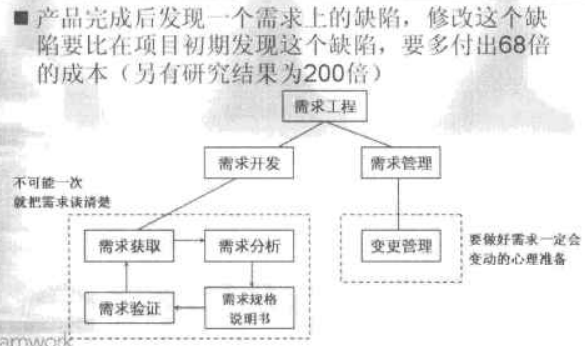 ■ 产品完成后发现一个需求上的缺陷，修改这个缺
陷要比在项目初期发现这个缺陷，要多付出68倍
的成本（另有研究结果为200倍）
需求工程
需求开发
需求管理
不可能一次
就把需求谈清楚
需求获取
需求分析
变更管理
要做好需求一定会
变动的心理准备
需求验证
需求规格
说明书
amwork